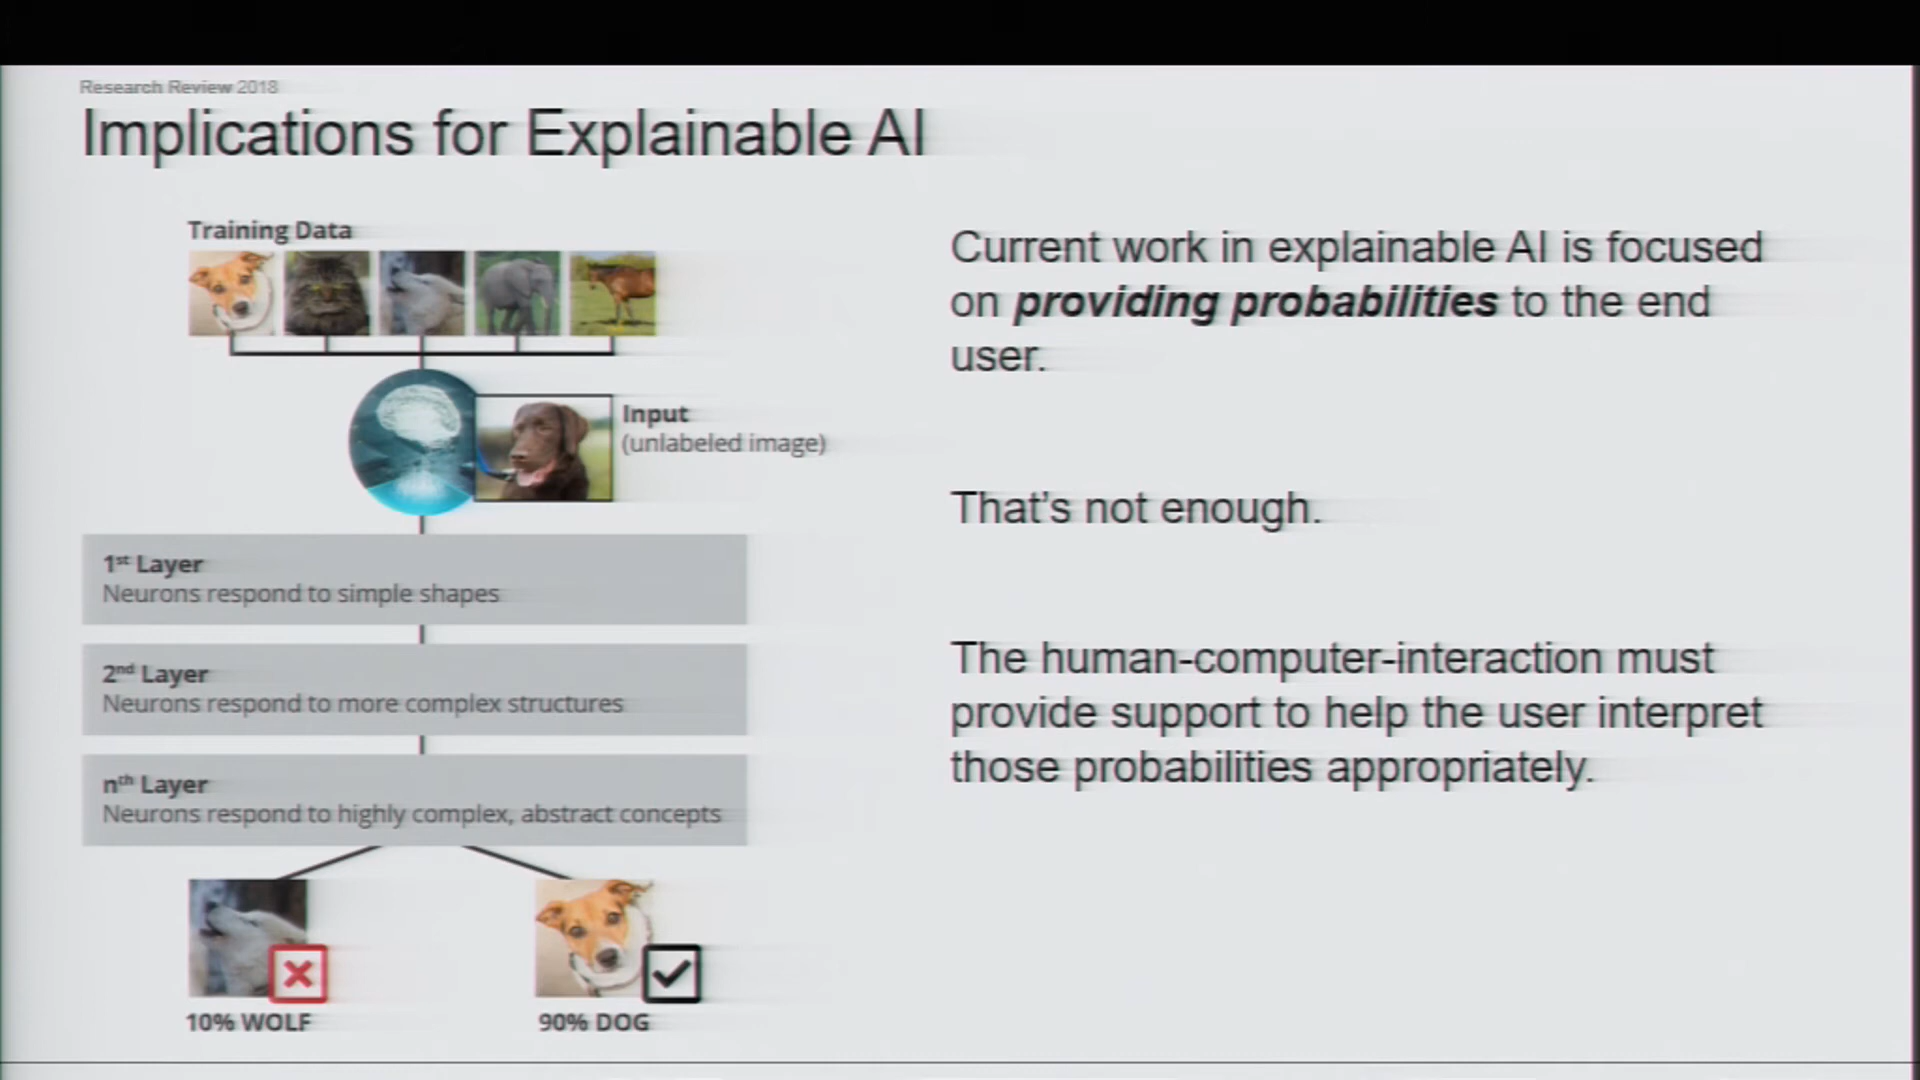 Research Review 2018
Implications for Explainable AI
Training Data
Input
(unlabeled image)
1st Layer
Neurons respond to simple shapes
2nd Layer
Neurons respond to more complex structures
nth Layer
Neurons respond to highly complex, abstract concepts
10% WOLF
90% DOG
Current work in explainable AI is focused
on providing probabilities to the end
user.
That's not enough.
The human-computer-interaction must
provide support to help the user interpret
those probabilities appropriately.